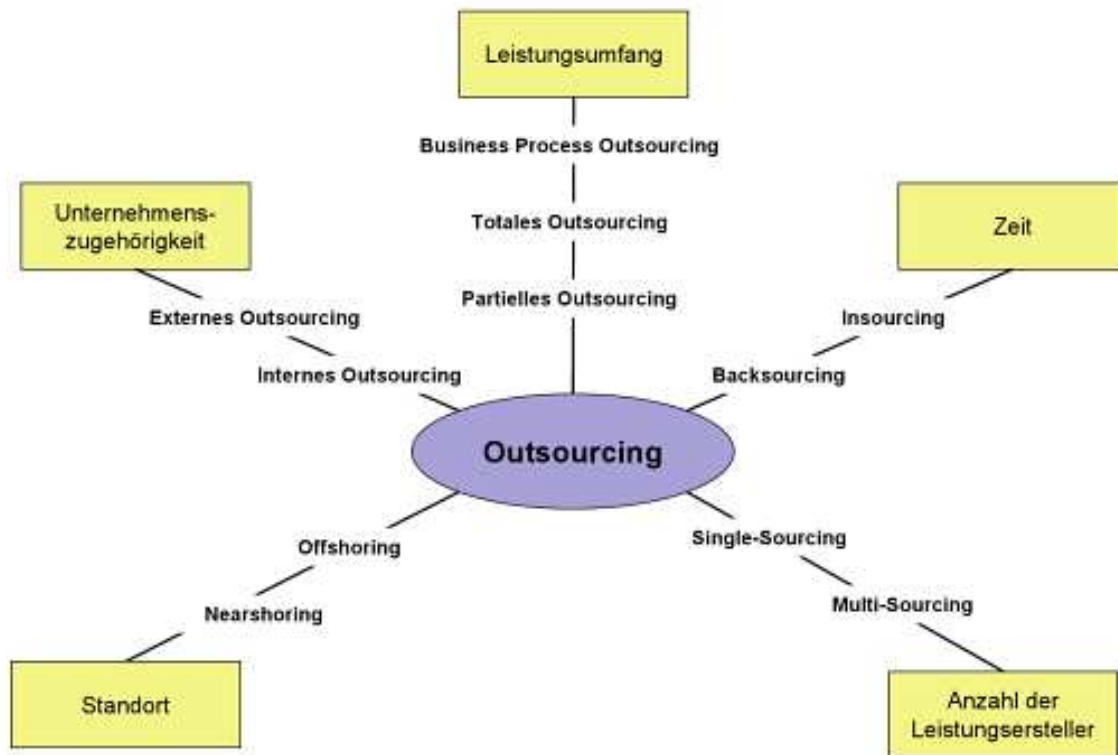 Leistungsumfang
Business Process Outsourcing
Unternehmens-
zugehörigkeit
Zeit
Totales Outsourcing
Partielles Outsourcing
Externes Outsourcing
Insourcing
Internes Outsourcing
Backsourcing
Outsourcing
Offshoring
Single-Sourcing
Nearshoring
Multi-Sourcing
Standort
Anzahl der
Leistungsersteller